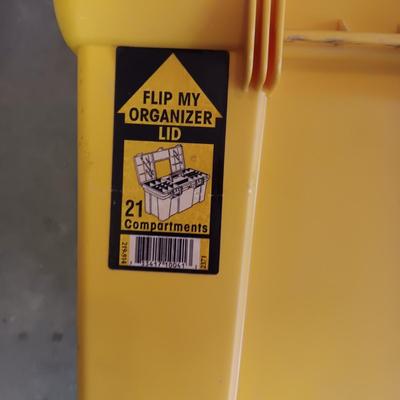 FLIP MY
ORGANIZER
LID
21
Compartments